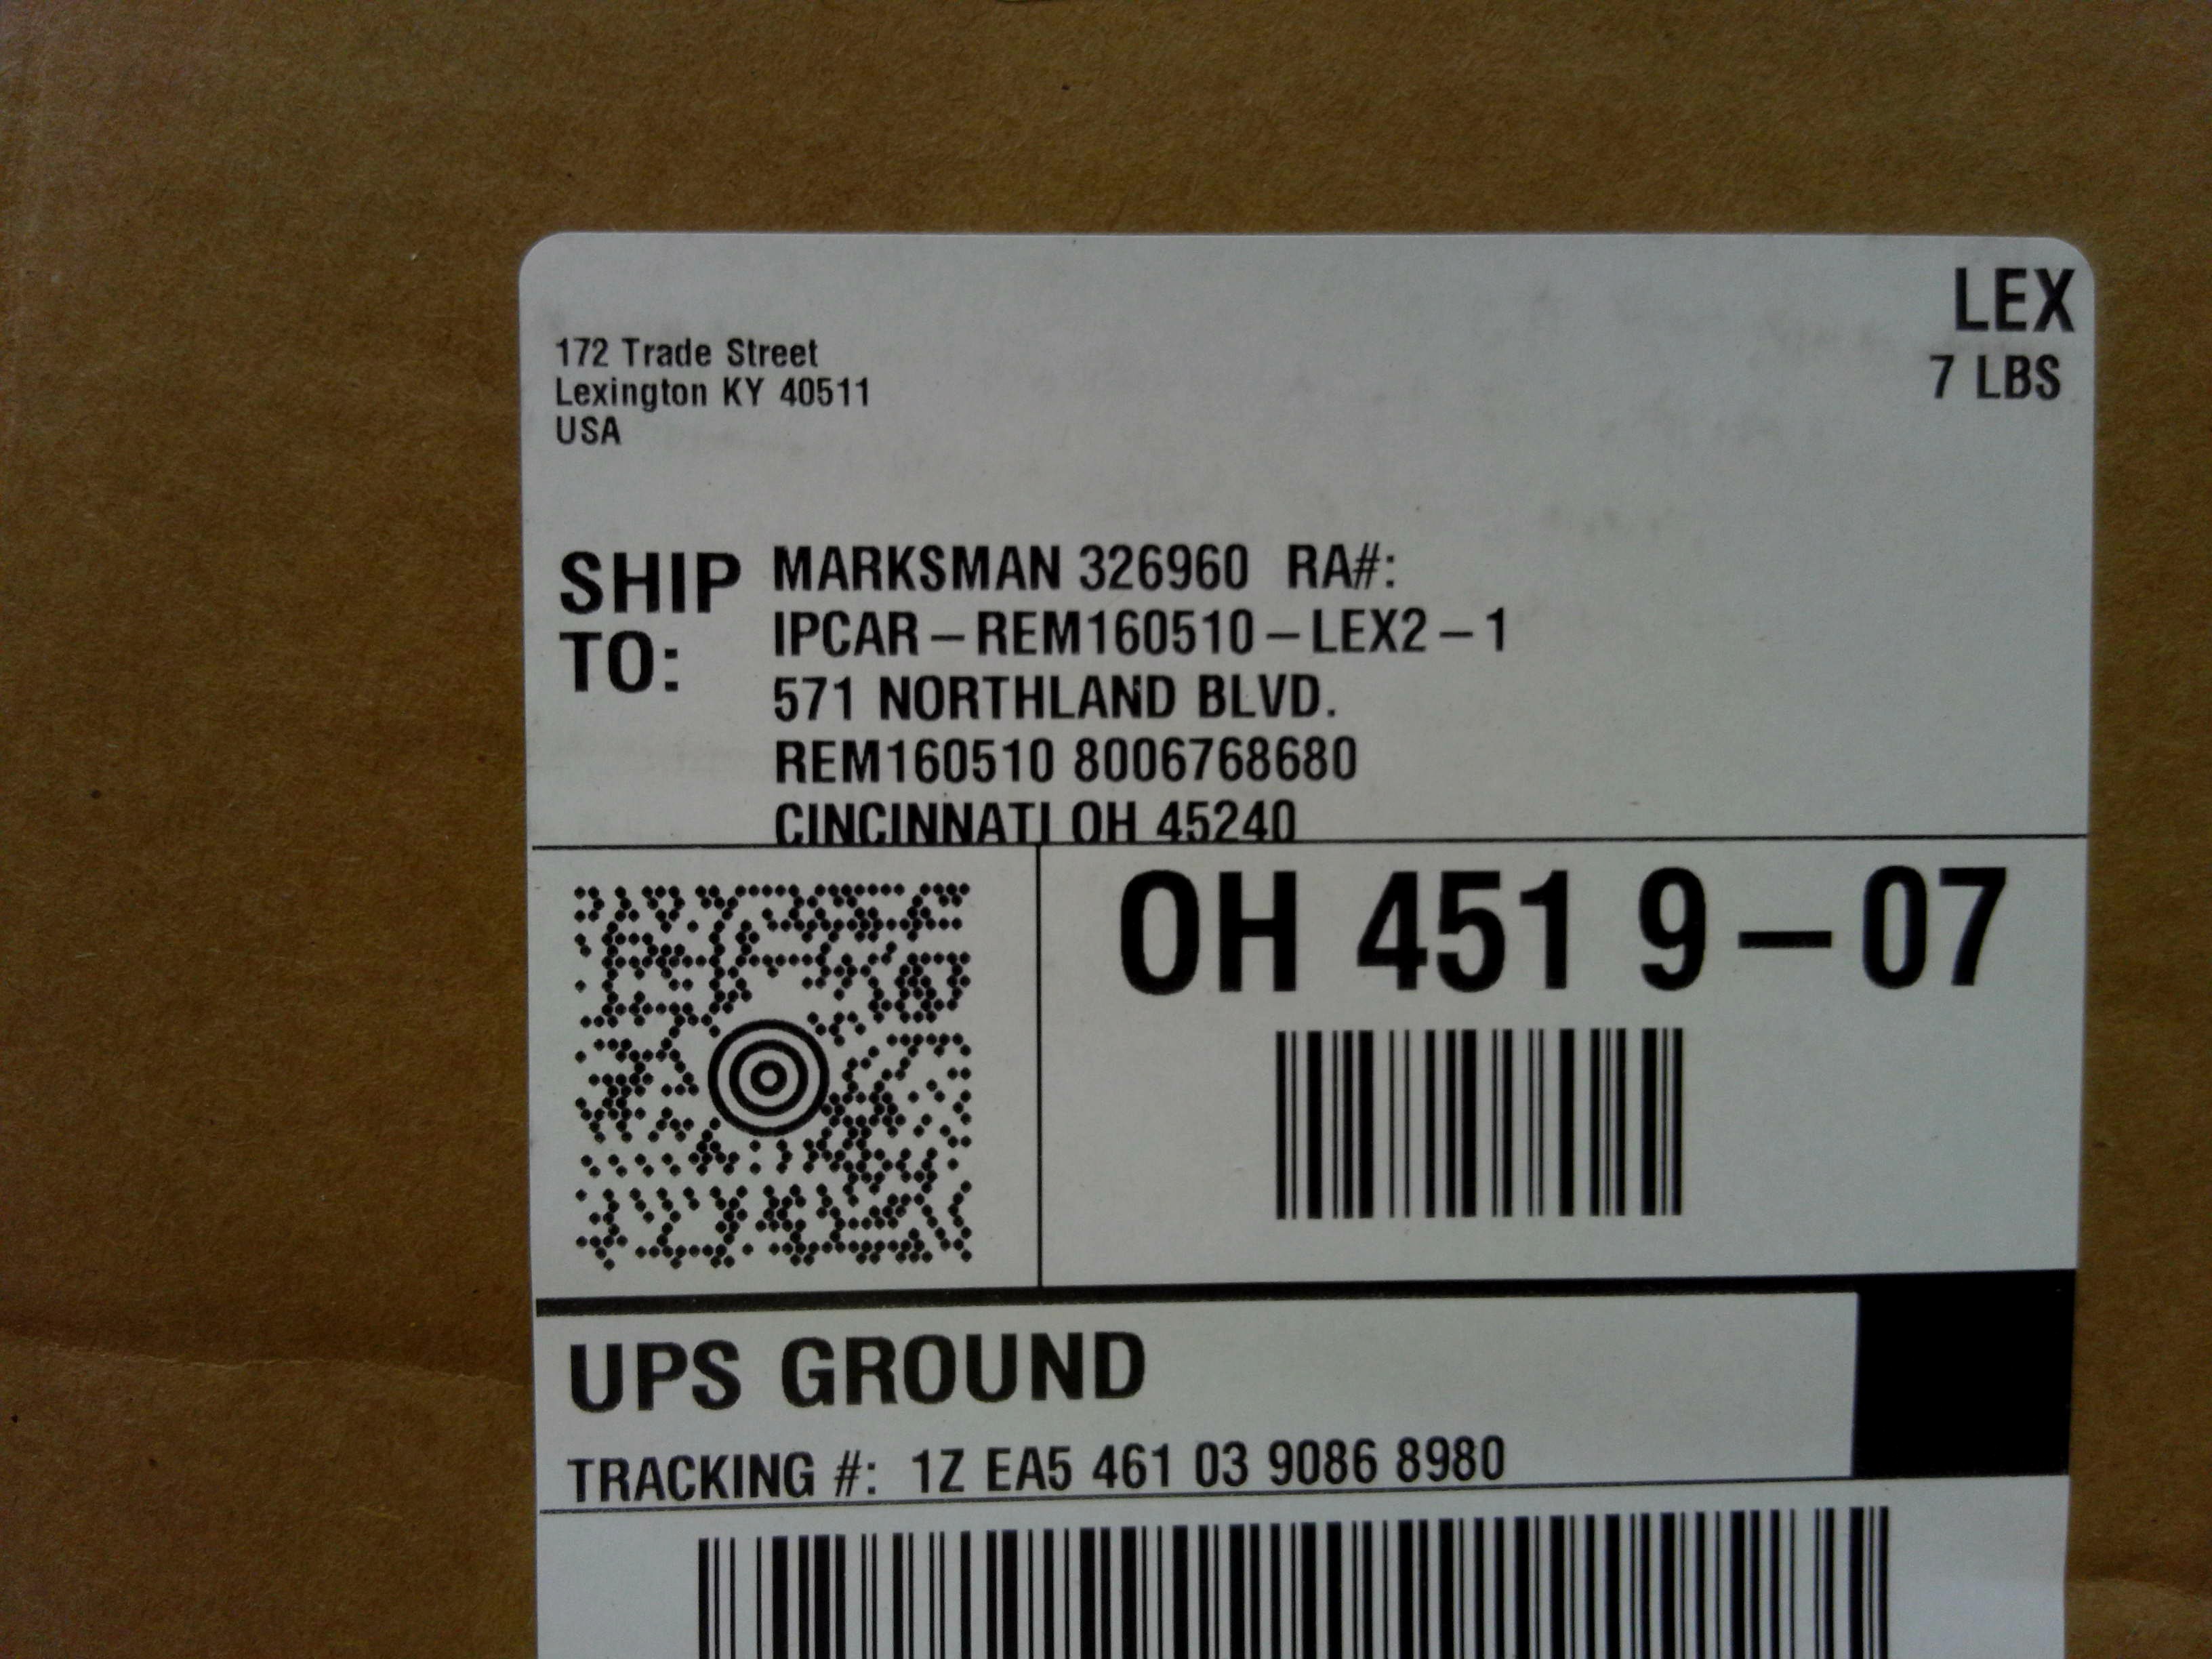 LEX
7 LBS
172 Trade Street
Lexington KY 40511
USA
SHIP TO:
MARKSMAN 326960 RA#:
IPCAR-REM160510-LEX2-1
571 NORTHLAND BLVD.
REM160510 8006768680
CINCINNATI OH 45240
OH 451 9-07
UPS GROUND
TRACKING #: 1Z EA5 461 03 9086 8980